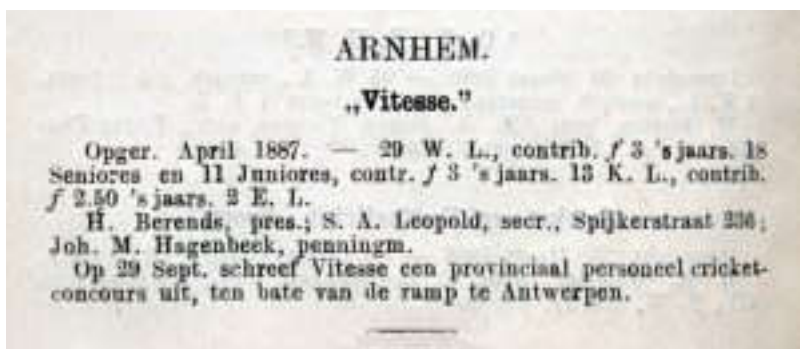 ARNHEM.
„Vitesse.”
Opger. April 1887. — 29 W. L., contrib. f 3 's jaars. 18
Seniores en 11 Juniores, contr. f 3 's jaars. 13 K. L., contrib.
f 2.50 's jaars. 2 E. L.
H. Berends, pres.; S. A. Leopold, secr., Spijkerstraat 236;
Joh. M. Hagenbeek, penningm.
Op 29 Sept. schreef Vitesse een provinciaal personeel cricket-
concours uit, ten bate van de ramp te Antwerpen.